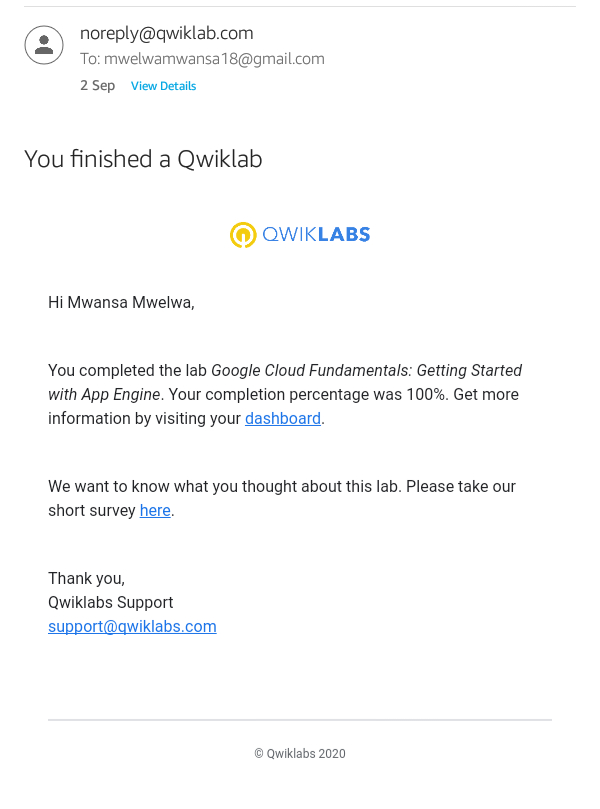 noreply@qwiklab.com
To: mwelwamwansa18@gmail.com
2 Sep View Details
You finished a Qwiklab
QWIKLABS
Hi Mwansa Mwelwa,
You completed the lab Google Cloud Fundamentals: Getting Started
with App Engine. Your completion percentage was 100%. Get more
information by visiting your dashboard.
We want to know what you thought about this lab. Please take our
short survey here.
Thank you,
Qwiklabs Support
support@qwiklabs.com
© Qwiklabs 2020